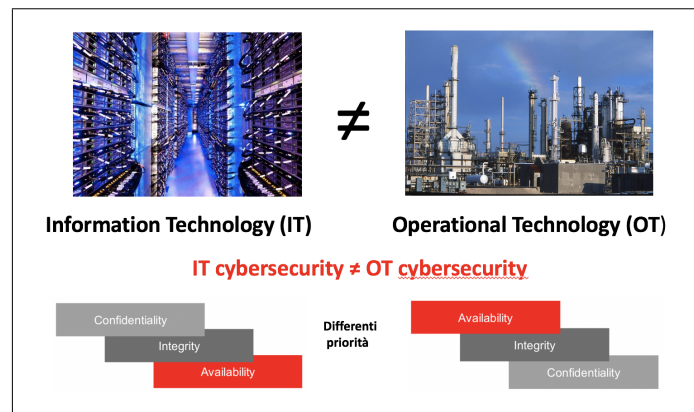 ≠
Information Technology (IT)
Operational Technology (OT)
IT cybersecurity ≠ OT cybersecurity
Confidentiality
Integrity
Availability
Differenti
priorità
Availability
Integrity
Confidentiality